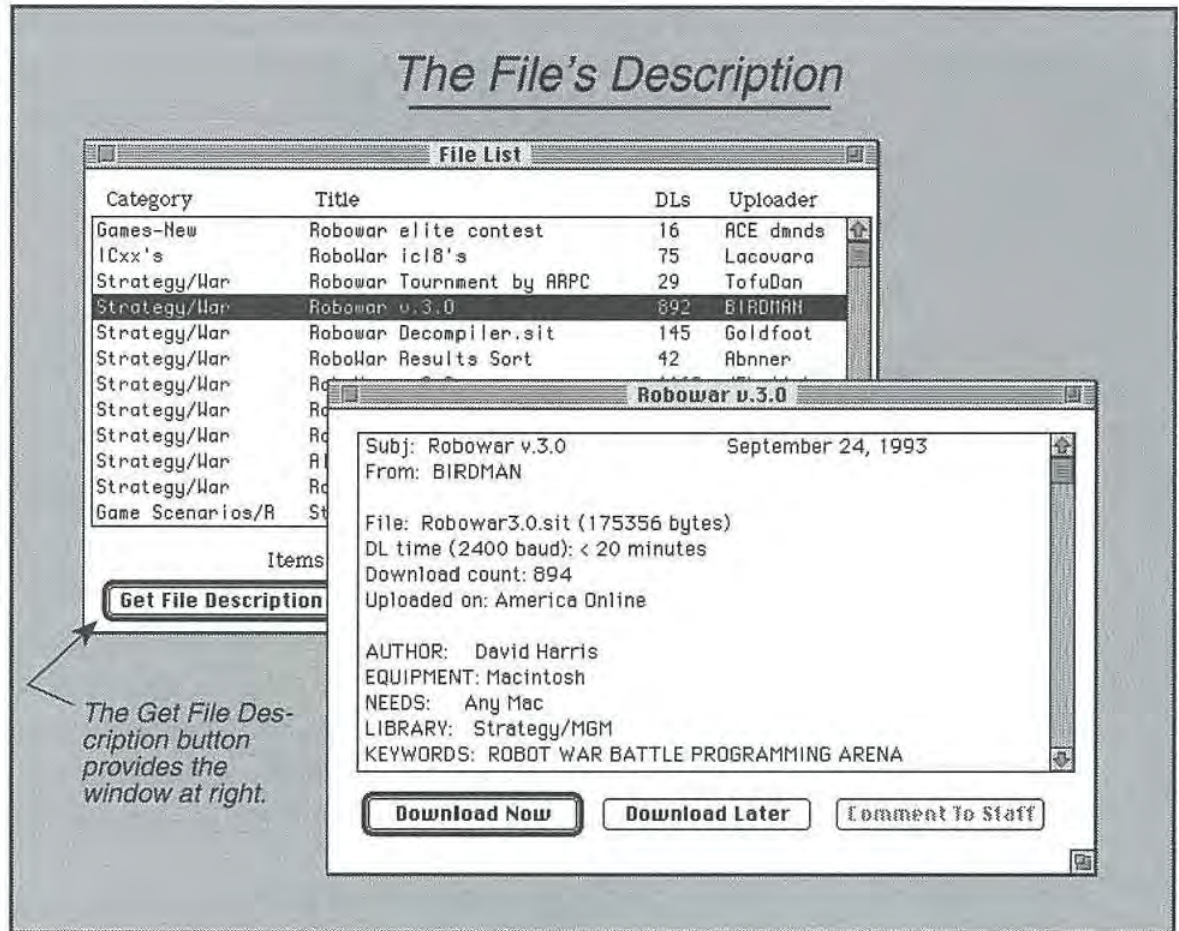 The File's Description
File List
Category Title DLs Uploader
Games-New Robowar elite contest 16 ACE dmnds
ICxx's RoboWar icl8's 75 Lacovara
Strategy/War Robowar Tournment by ARPC 29 TofuDan
Strategy/War Robowar v.3.0 892 BIRDMAN
Strategy/War Robowar Decompiler.sit 145 Goldfoot
Strategy/War RoboWar Results Sort 42 Abnner
Strategy/War
Strategy/War
Strategy/War
Strategy/War
Strategy/War
Game Scenarios/R
Items
Get File Description
Robowar v.3.0
Subj: Robowar v.3.0 September 24, 1993
From: BIRDMAN
File: Robowar3.0.sit (175356 bytes)
DL time (2400 baud): < 20 minutes
Download count: 894
Uploaded on: America Online
AUTHOR: David Harris
EQUIPMENT: Macintosh
NEEDS: Any Mac
LIBRARY: Strategy/MGM
KEYWORDS: ROBOT WAR BATTLE PROGRAMMING ARENA
Download Now Download Later Comment To Staff
The Get File Des-
cription button
provides the
window at right.